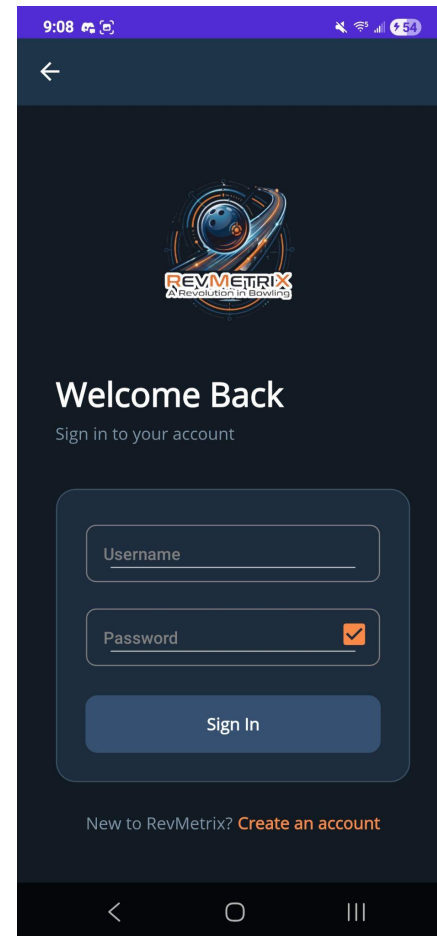 9:08
54
REVMETRIX
A Revolution in Bowling
Welcome Back
Sign in to your account
Username
Password
Sign In
New to RevMetrix? Create an account